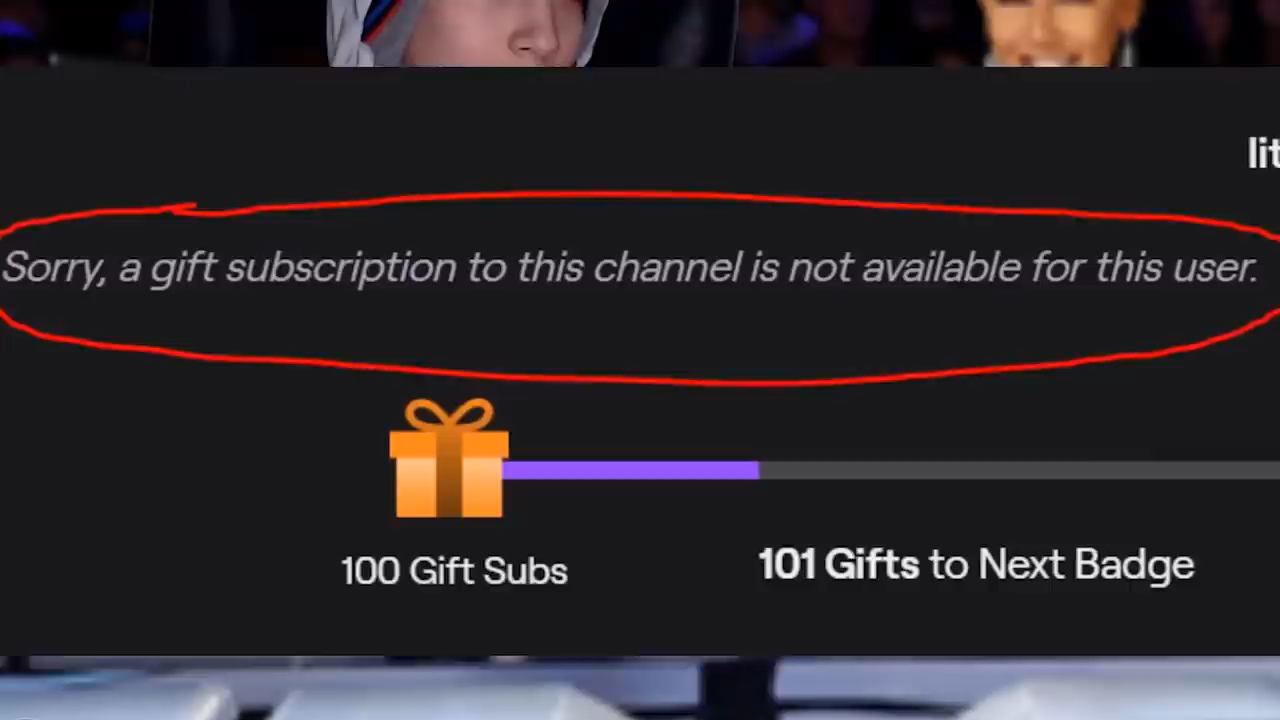 lit
Sorry, a gift subscription to this channel is not available for this user.
100 Gift Subs
101 Gifts to Next Badge